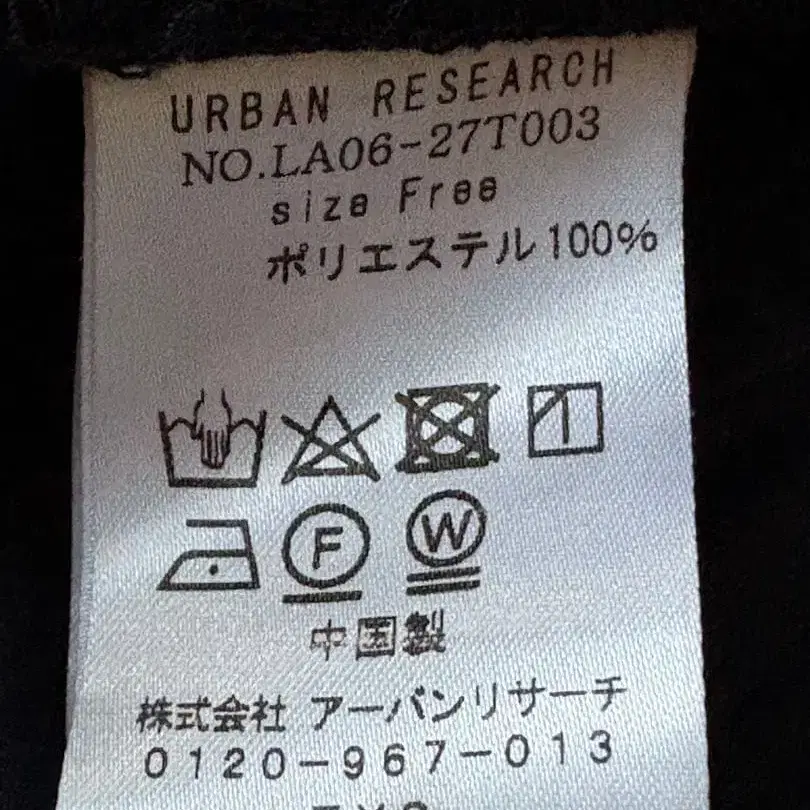 URBAN RESEARCH
NO.LA06-27T003
size Free
ポリエステル100%
F W
中国製
株式会社 アーバンリサーチ
0120-967-013